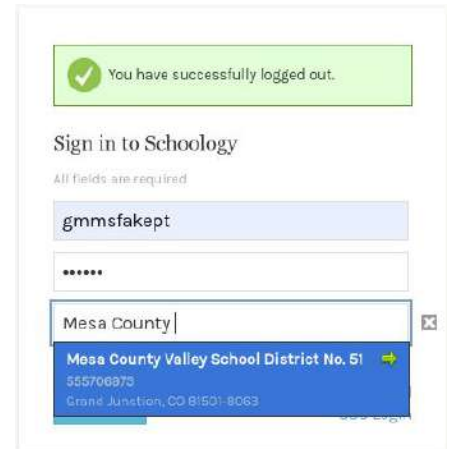 You have successfully logged out.
Sign in to Schoology
All fields are required
gmmsfakept
••••••
Mesa County
Mesa County Valley School District No. 51
555706973
Grand Junction, CO 81501-8063
Login